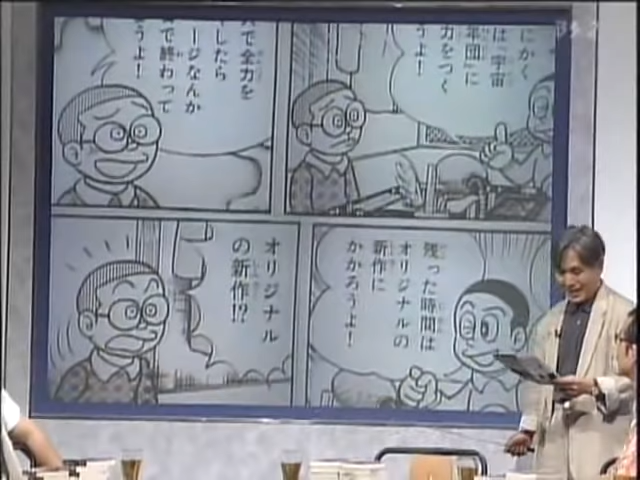 にかく
は「宇宙
年団」に
力をつく
うよ!
で全力を
したら
ージなんか
で終わって
うよ!
残った時間は
オリジナルの
新作に
かかろうよ!
オリジナル
の新作!?